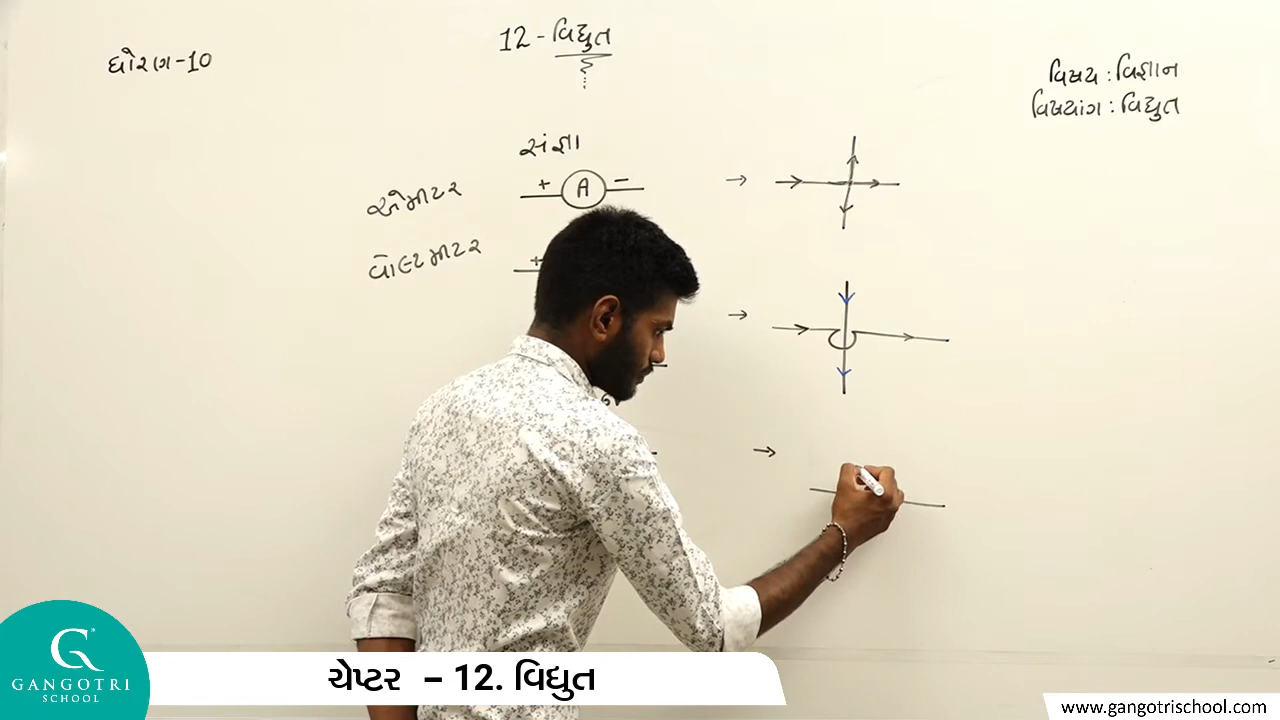 ધોરણ-10
12-વિદ્યુત
વિષય : વિજ્ઞાન
વિષયાંગ : વિદ્યુત
સંજ્ઞા
એમીટર
+ A −
વોલ્ટમીટર
+
GANGOTRI
SCHOOL
ચેપ્ટર – 12. વિદ્યુત
www.gangotrischool.com